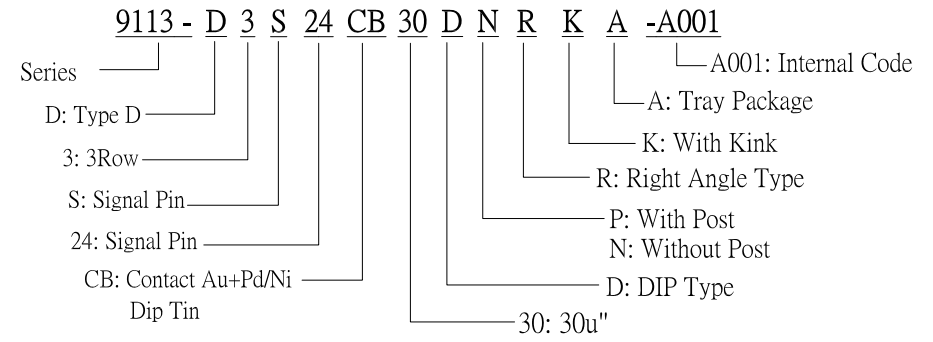 9113 - D 3 S 24 CB 30 D N R K A -A001
Series
A001: Internal Code
D: Type D
A: Tray Package
3: 3Row
K: With Kink
S: Signal Pin
R: Right Angle Type
24: Signal Pin
P: With Post
N: Without Post
CB: Contact Au+Pd/Ni
Dip Tin
D: DIP Type
30: 30u"